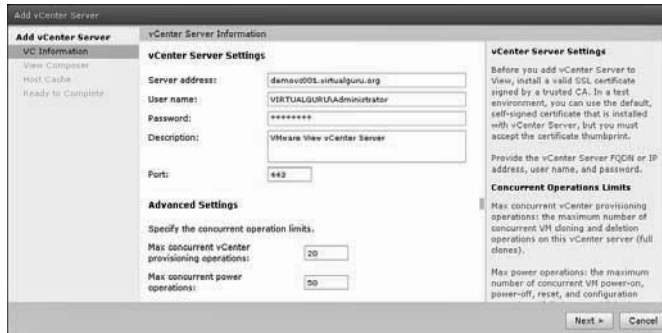 Add vCenter Server
Add vCenter Server
VC Information
View Composer
Host Cache
Ready to Complete
vCenter Server Information
vCenter Server Settings
Server address:
demovc001.virtualguru.org
User name:
VIRTUALGURU\Administrator
Password:
********
Description:
VMware View vCenter Server
Port:
443
Advanced Settings
Specify the concurrent operation limits.
Max concurrent vCenter
provisioning operations:
20
Max concurrent power
operations:
50
vCenter Server Settings
Before you add vCenter Server to
View, install a valid SSL certificate
signed by a trusted CA. In a test
environment, you can use the default,
self-signed certificate that is installed
with vCenter Server, but you must
accept the certificate thumbprint.
Provide the vCenter Server FQDN or IP
address, user name, and password.
Concurrent Operations Limits
Max concurrent vCenter provisioning
operations: the maximum number of
concurrent VM cloning and deletion
operations on this vCenter server (full
clones).
Max power operations: the maximum
number of concurrent VM power-on,
power-off, reset, and configuration
Next >
Cancel